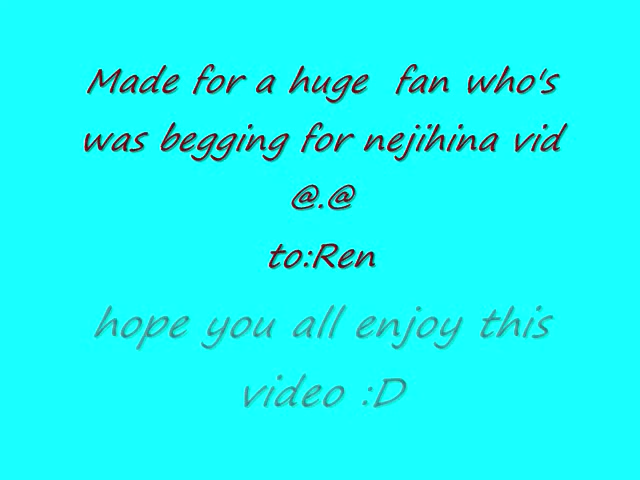 Made for a huge  fan who's
was begging for nejihina vid
@.@
to:Ren
hope you all enjoy this
video :D